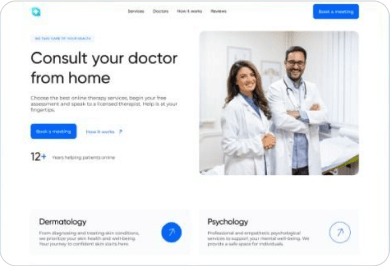 Services Doctors How it works Reviews Book a meeting
WE TAKE CARE OF YOUR HEALTH
Consult your doctor
from home
Choose the best online therapy services, begin your free
assessment and speak to a licensed therapist. Help is at your
fingertips.
Book a meeting How it works
12+ Years helping patients online
Dermatology
From diagnosing and treating skin conditions,
we prioritize your skin health and well-being.
Your journey to confident skin starts here.
Psychology
Professional and empathetic psychological
services to support your mental well-being. We
provide a safe space for individuals.